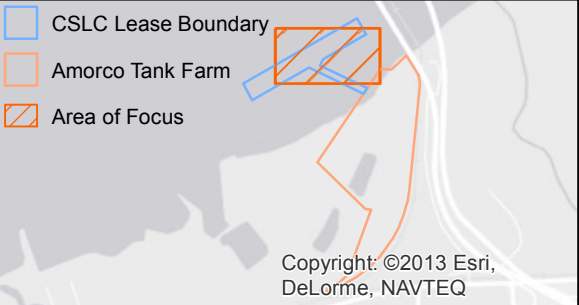 CSLC Lease Boundary
Amorco Tank Farm
Area of Focus
Copyright: ©2013 Esri,
DeLorme, NAVTEQ